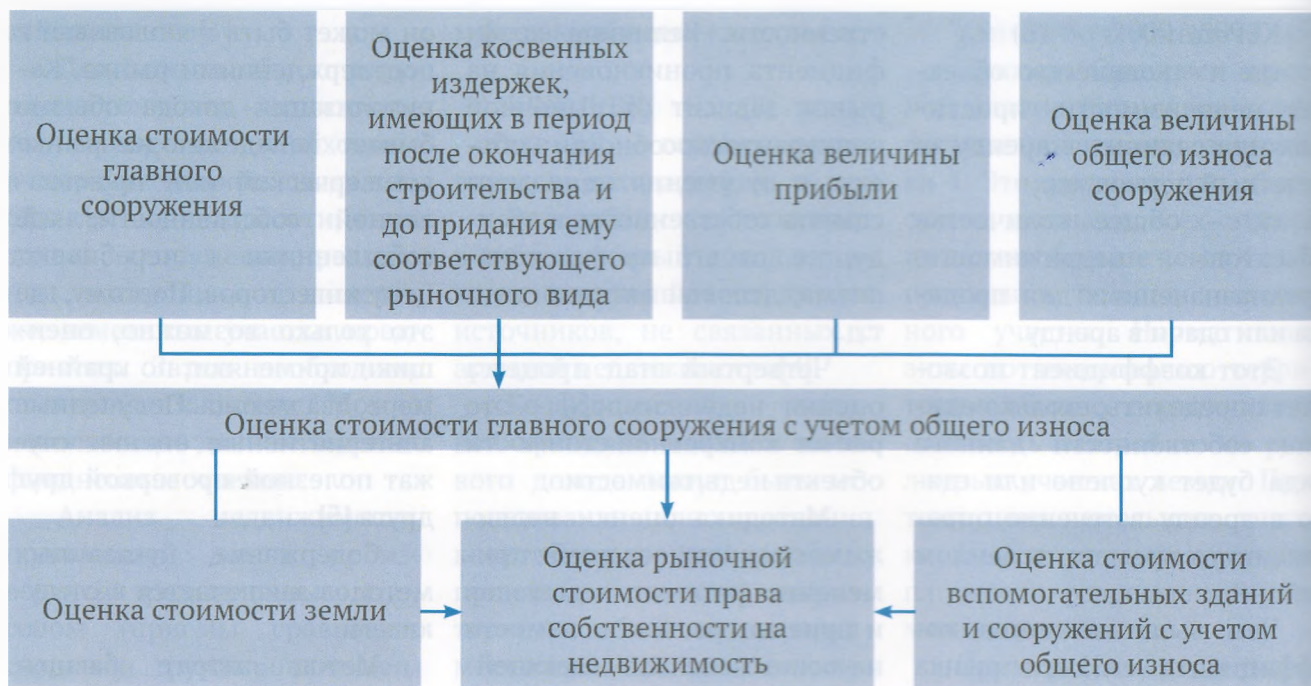 Оценка стоимости
главного
сооружения
Оценка косвенных
издержек,
имеющих в период
после окончания
строительства и
до придания ему
соответствующего
рыночного вида
Оценка величины
прибыли
Оценка величины
общего износа
сооружения
Оценка стоимости главного сооружения с учетом общего износа
Оценка стоимости земли
Оценка рыночной
стоимости права
собственности на
недвижимость
Оценка стоимости
вспомогательных зданий
и сооружений с учетом
общего износа